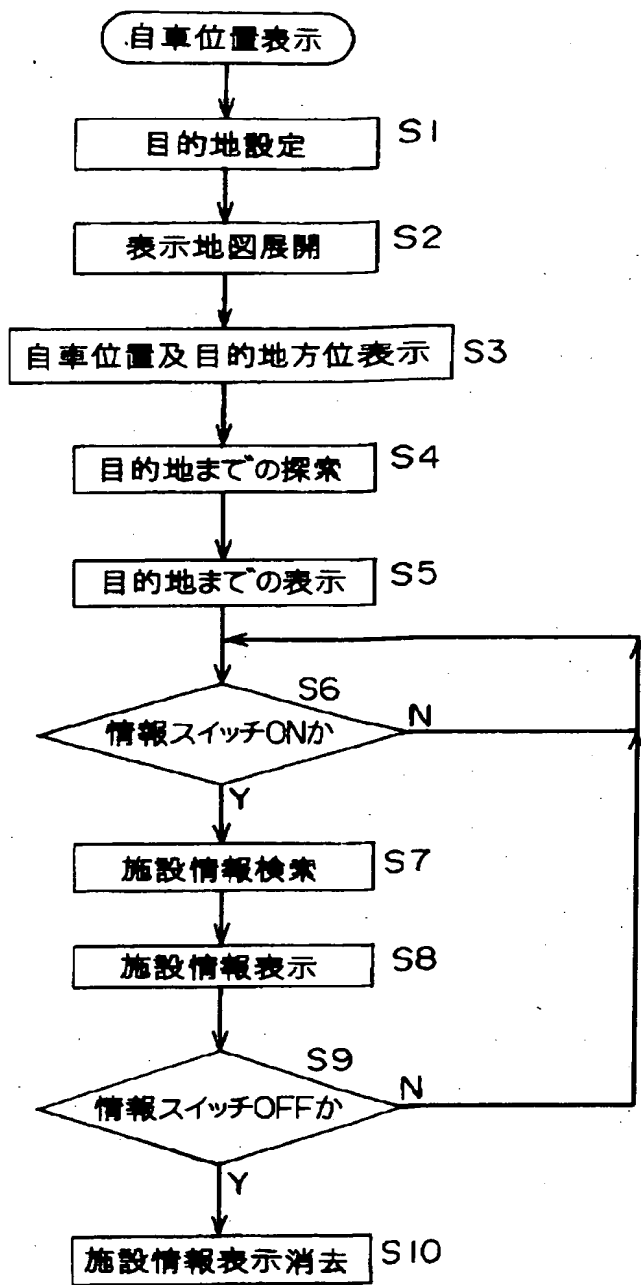 自車位置表示
目的地設定 S1
表示地図展開 S2
自車位置及目的地方位表示 S3
目的地までの探索 S4
目的地までの表示 S5
S6
情報スイッチONか N
Y
施設情報検索 S7
施設情報表示 S8
S9
情報スイッチOFFか N
Y
施設情報表示消去 S10